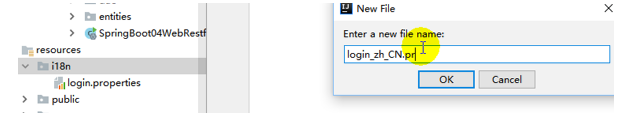 entities
SpringBoot04WebRestf
resources
i18n
login.properties
public
New File
Enter a new file name:
login_zh_CN.pr
OK
Cancel